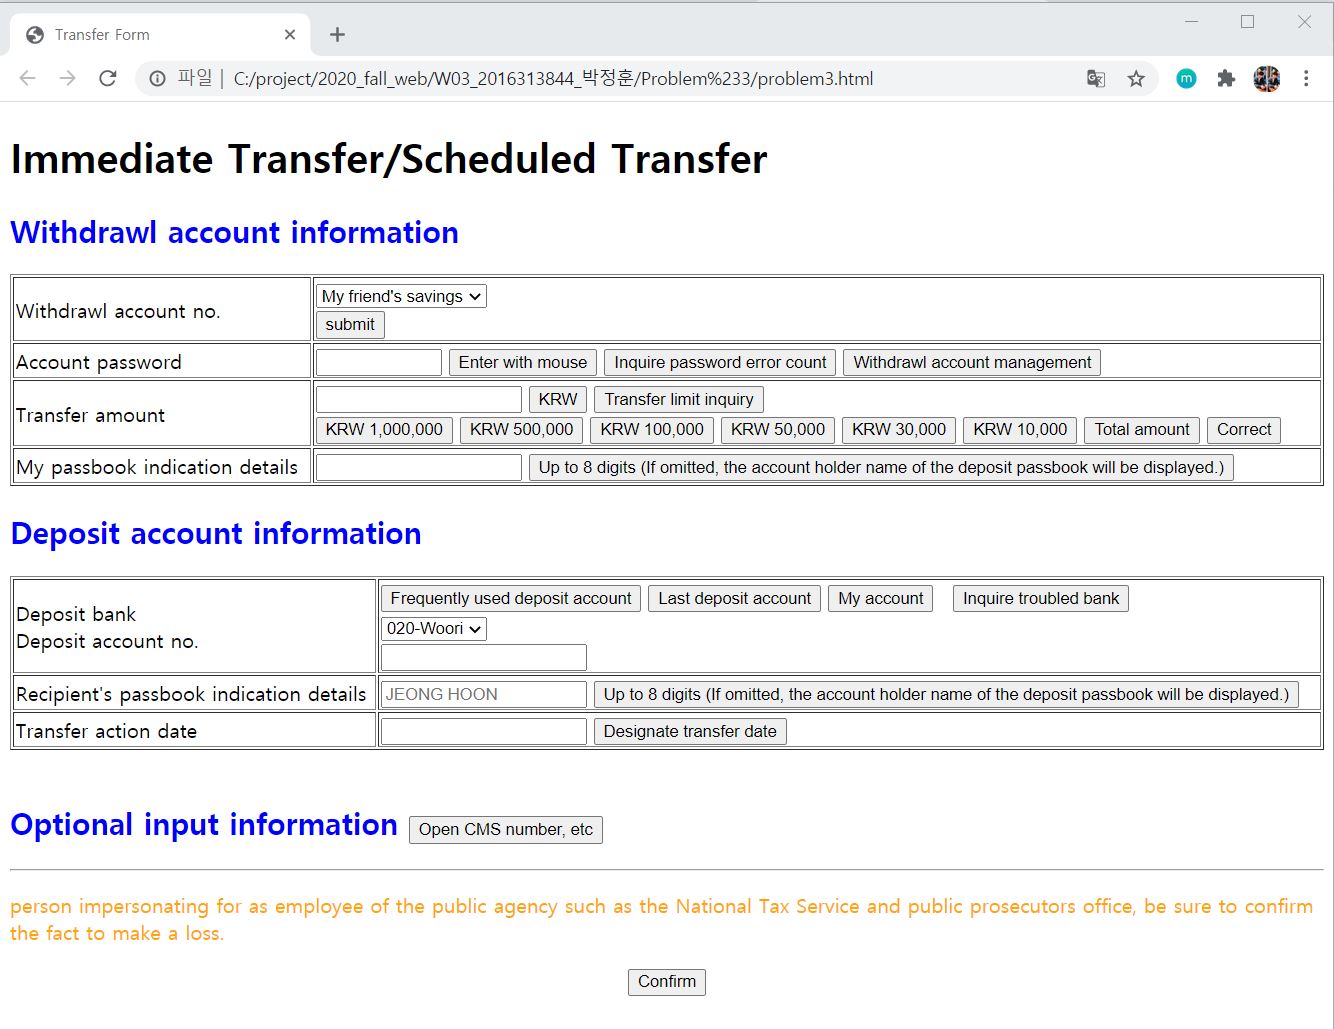 Transfer Form
파일 | C:/project/2020_fall_web/W03_2016313844_박정훈/Problem%233/problem3.html
m
Immediate Transfer/Scheduled Transfer
Withdrawl account information
Withdrawl account no.
My friend's savings
submit
Account password
Enter with mouse Inquire password error count Withdrawl account management
Transfer amount
KRW Transfer limit inquiry
KRW 1,000,000 KRW 500,000 KRW 100,000 KRW 50,000 KRW 30,000 KRW 10,000 Total amount Correct
My passbook indication details Up to 8 digits (If omitted, the account holder name of the deposit passbook will be displayed.)
Deposit account information
Deposit bank
Deposit account no.
Frequently used deposit account Last deposit account My account Inquire troubled bank
020-Woori
Recipient's passbook indication details JEONG HOON Up to 8 digits (If omitted, the account holder name of the deposit passbook will be displayed.)
Transfer action date Designate transfer date
Optional input information Open CMS number, etc
person impersonating for as employee of the public agency such as the National Tax Service and public prosecutors office, be sure to confirm
the fact to make a loss.
Confirm